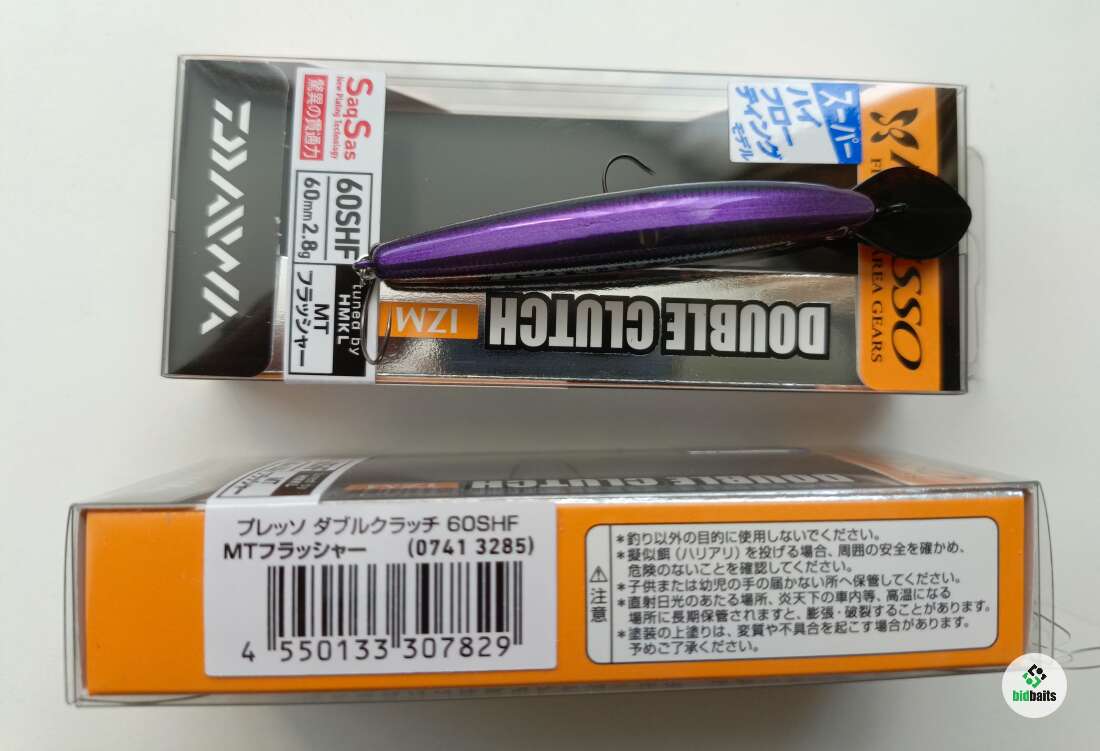 DAIWA
SaqSas
New Plating Technology
驚異の貫通力
60SHF
60mm 2.8g
tuned by
HMKL
MT
フラッシャー
スーパー
ハイ
フロー
ティング
モデル
SSO
AREA GEARS
DOUBLE CLUTCH
IZM
DOUBLE CLUTCH
プレッソ ダブルクラッチ 60SHF
MTフラッシャー (0741 3285)
4 550133 307829
⚠注意
*釣り以外の目的に使用しないでください。
*擬似餌(ハリアリ)を投げる場合、周囲の安全を確かめ、
危険のないことを確認してください。
*子供または幼児の手の届かない所へ保管してください。
*直射日光のあたる場所、炎天下の車内等、高温になる
場所に長期保管されますと、膨張・破裂することがあります。
*塗装の上塗りは、変質や不具合を起こす場合があります。
予めご了承ください。
bidbaits